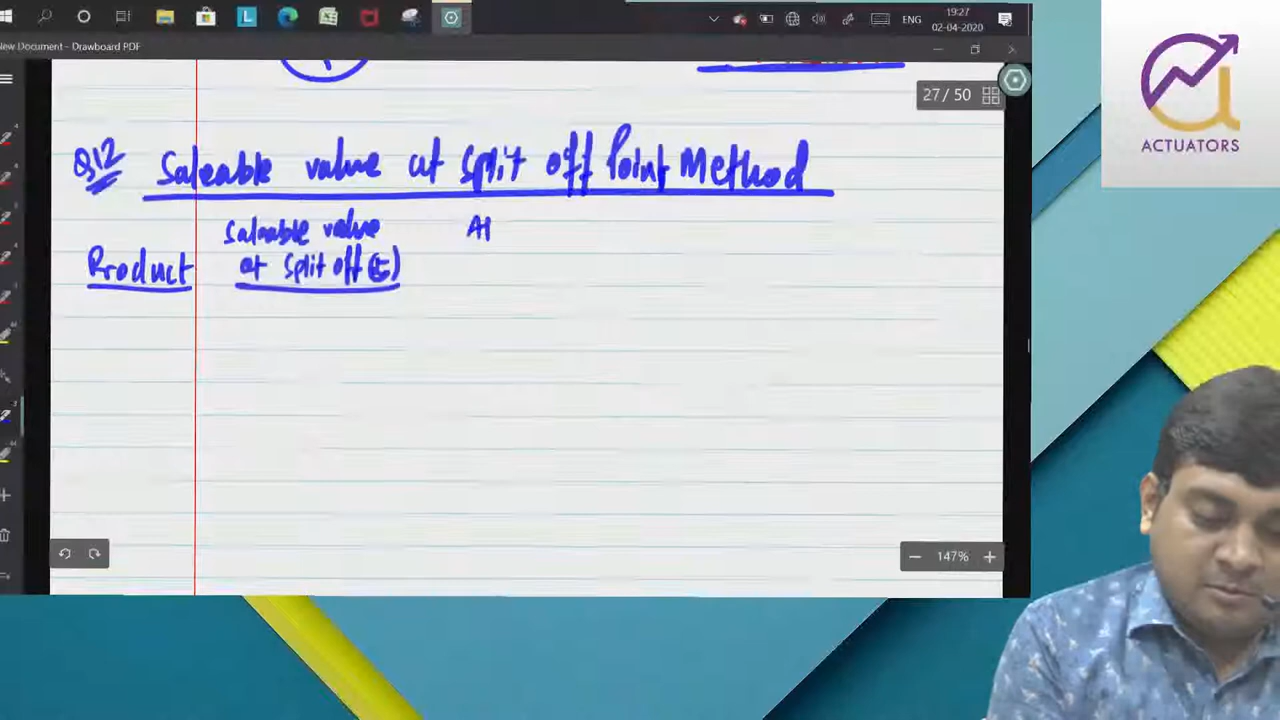 19:27
ENG
02-04-2020
New Document - Drawboard PDF
27 / 50
Q12 Saleable value at Split off Point Method
Saleable value
at Split off (₹)
Product
At
147%
ACTUATORS